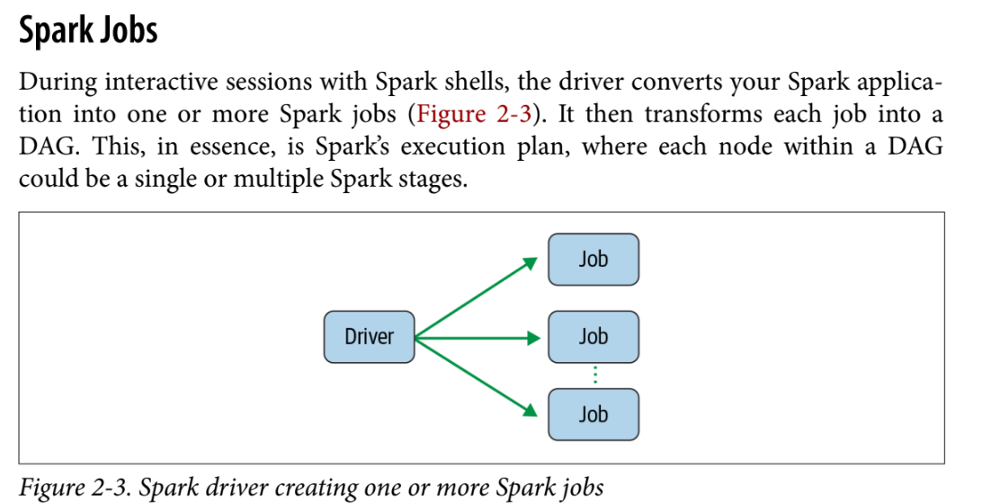 Spark Jobs
During interactive sessions with Spark shells, the driver converts your Spark applica-
tion into one or more Spark jobs (Figure 2-3). It then transforms each job into a
DAG. This, in essence, is Spark’s execution plan, where each node within a DAG
could be a single or multiple Spark stages.
Job
Driver
Job
Job
Figure 2-3. Spark driver creating one or more Spark jobs